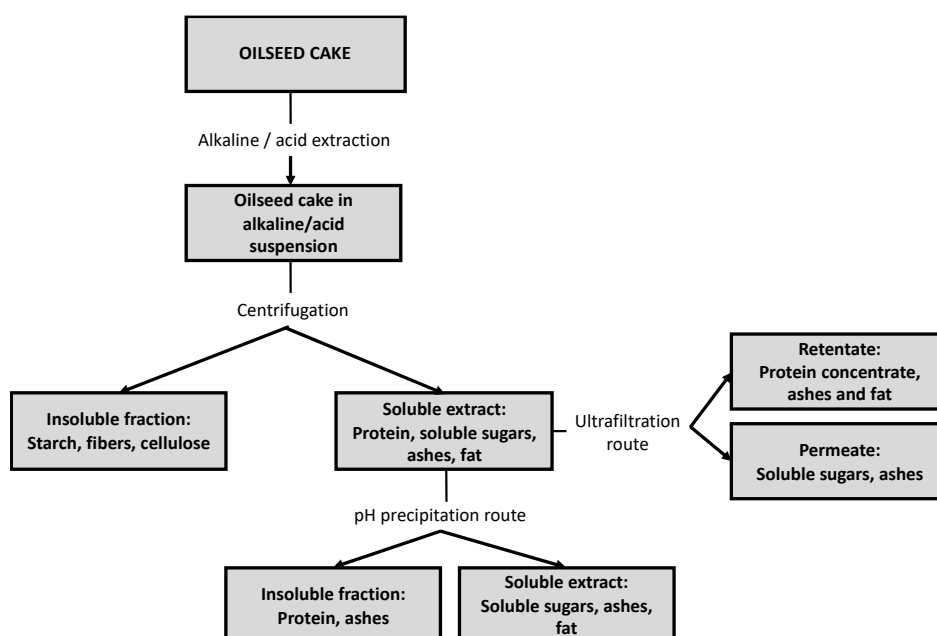 OILSEED CAKE
Alkaline / acid extraction
Oilseed cake in
alkaline/acid
suspension
Centrifugation
Insoluble fraction:
Starch, fibers, cellulose
Soluble extract:
Protein, soluble sugars,
ashes, fat
Ultrafiltration
route
Retentate:
Protein concentrate,
ashes and fat
Permeate:
Soluble sugars, ashes
pH precipitation route
Insoluble fraction:
Protein, ashes
Soluble extract:
Soluble sugars, ashes,
fat